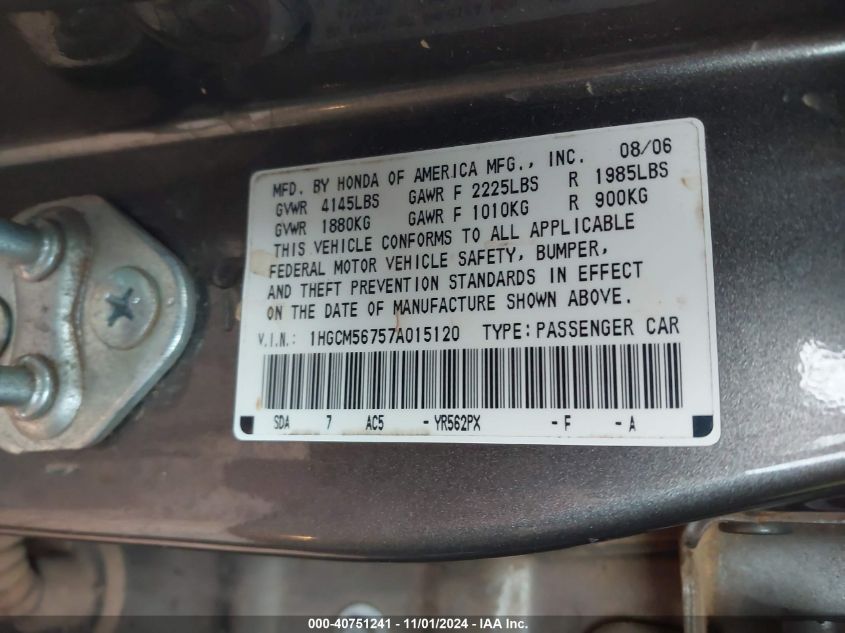 MFD. BY HONDA OF AMERICA MFG., INC. 08/06
GVWR 4145LBS GAWR F 2225LBS R 1985LBS
GVWR 1880KG GAWR F 1010KG R 900KG
THIS VEHICLE CONFORMS TO ALL APPLICABLE
FEDERAL MOTOR VEHICLE SAFETY, BUMPER,
AND THEFT PREVENTION STANDARDS IN EFFECT
ON THE DATE OF MANUFACTURE SHOWN ABOVE.
V.I.N.: 1HGCM56757A015120 TYPE: PASSENGER CAR
SDA 7 AC5 - YR562PX - F - A
000-40751241 - 11/01/2024 - IAA Inc.